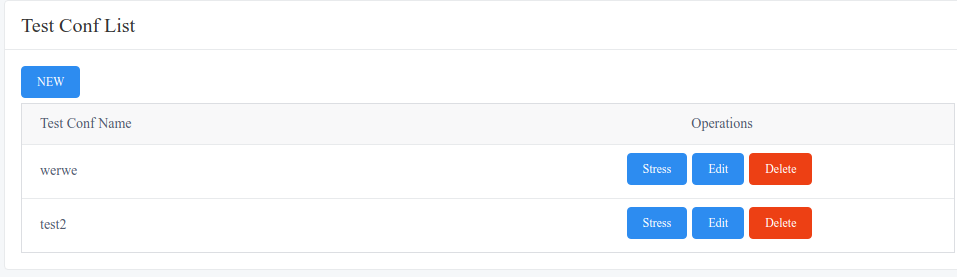 Test Conf List
NEW
Test Conf Name Operations
werwe Stress Edit Delete
test2 Stress Edit Delete